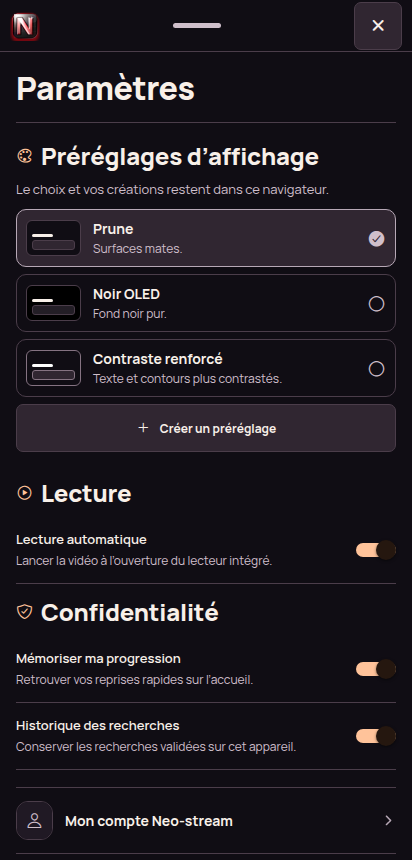 N
Paramètres
Préréglages d’affichage
Le choix et vos créations restent dans ce navigateur.
Prune
Surfaces mates.
Noir OLED
Fond noir pur.
Contraste renforcé
Texte et contours plus contrastés.
Créer un préréglage
Lecture
Lecture automatique
Lancer la vidéo à l’ouverture du lecteur intégré.
Confidentialité
Mémoriser ma progression
Retrouver vos reprises rapides sur l’accueil.
Historique des recherches
Conserver les recherches validées sur cet appareil.
Mon compte Neo-stream